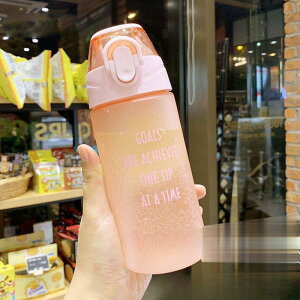 GOALS
ARE ACHIEVED
ONE SIP
AT A TIME